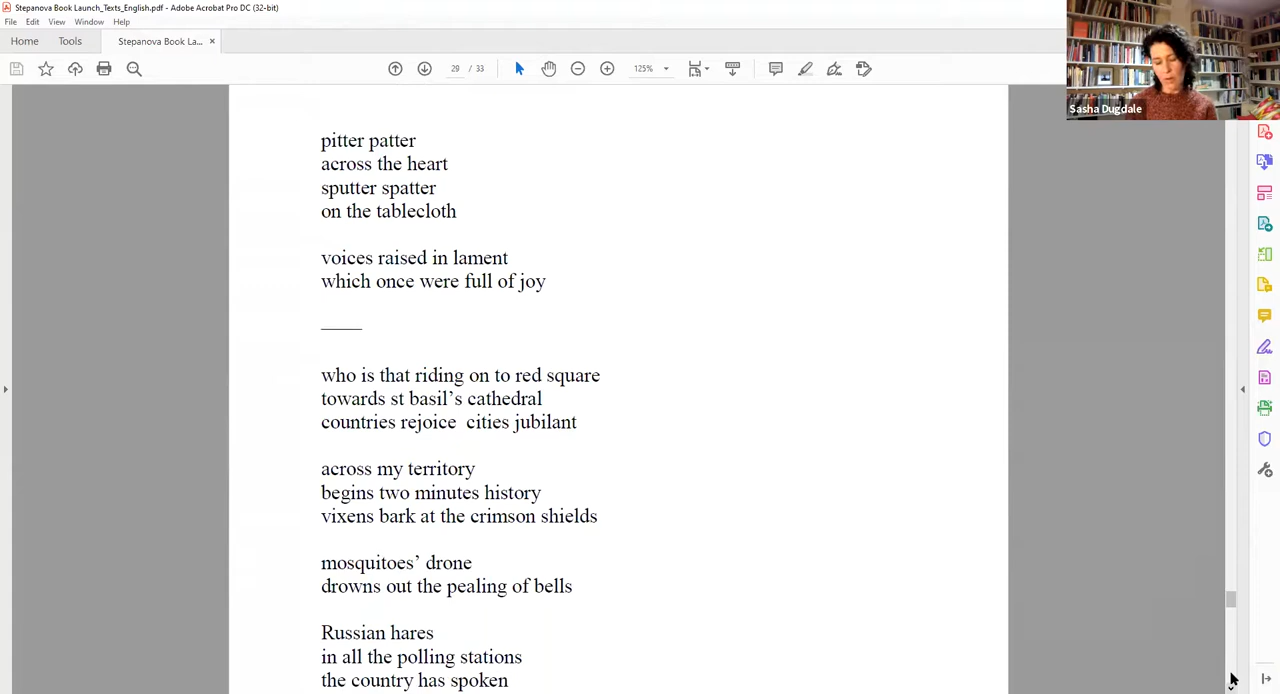 Stepanova Book Launch_Texts_English.pdf - Adobe Acrobat Pro DC (32-bit)
File Edit View Window Help
Home Tools Stepanova Book La... ×
29 / 33 125%
Sasha Dugdale
pitter patter
across the heart
sputter spatter
on the tablecloth
voices raised in lament
which once were full of joy
who is that riding on to red square
towards st basil’s cathedral
countries rejoice  cities jubilant
across my territory
begins two minutes history
vixens bark at the crimson shields
mosquitoes’ drone
drowns out the pealing of bells
Russian hares
in all the polling stations
the country has spoken